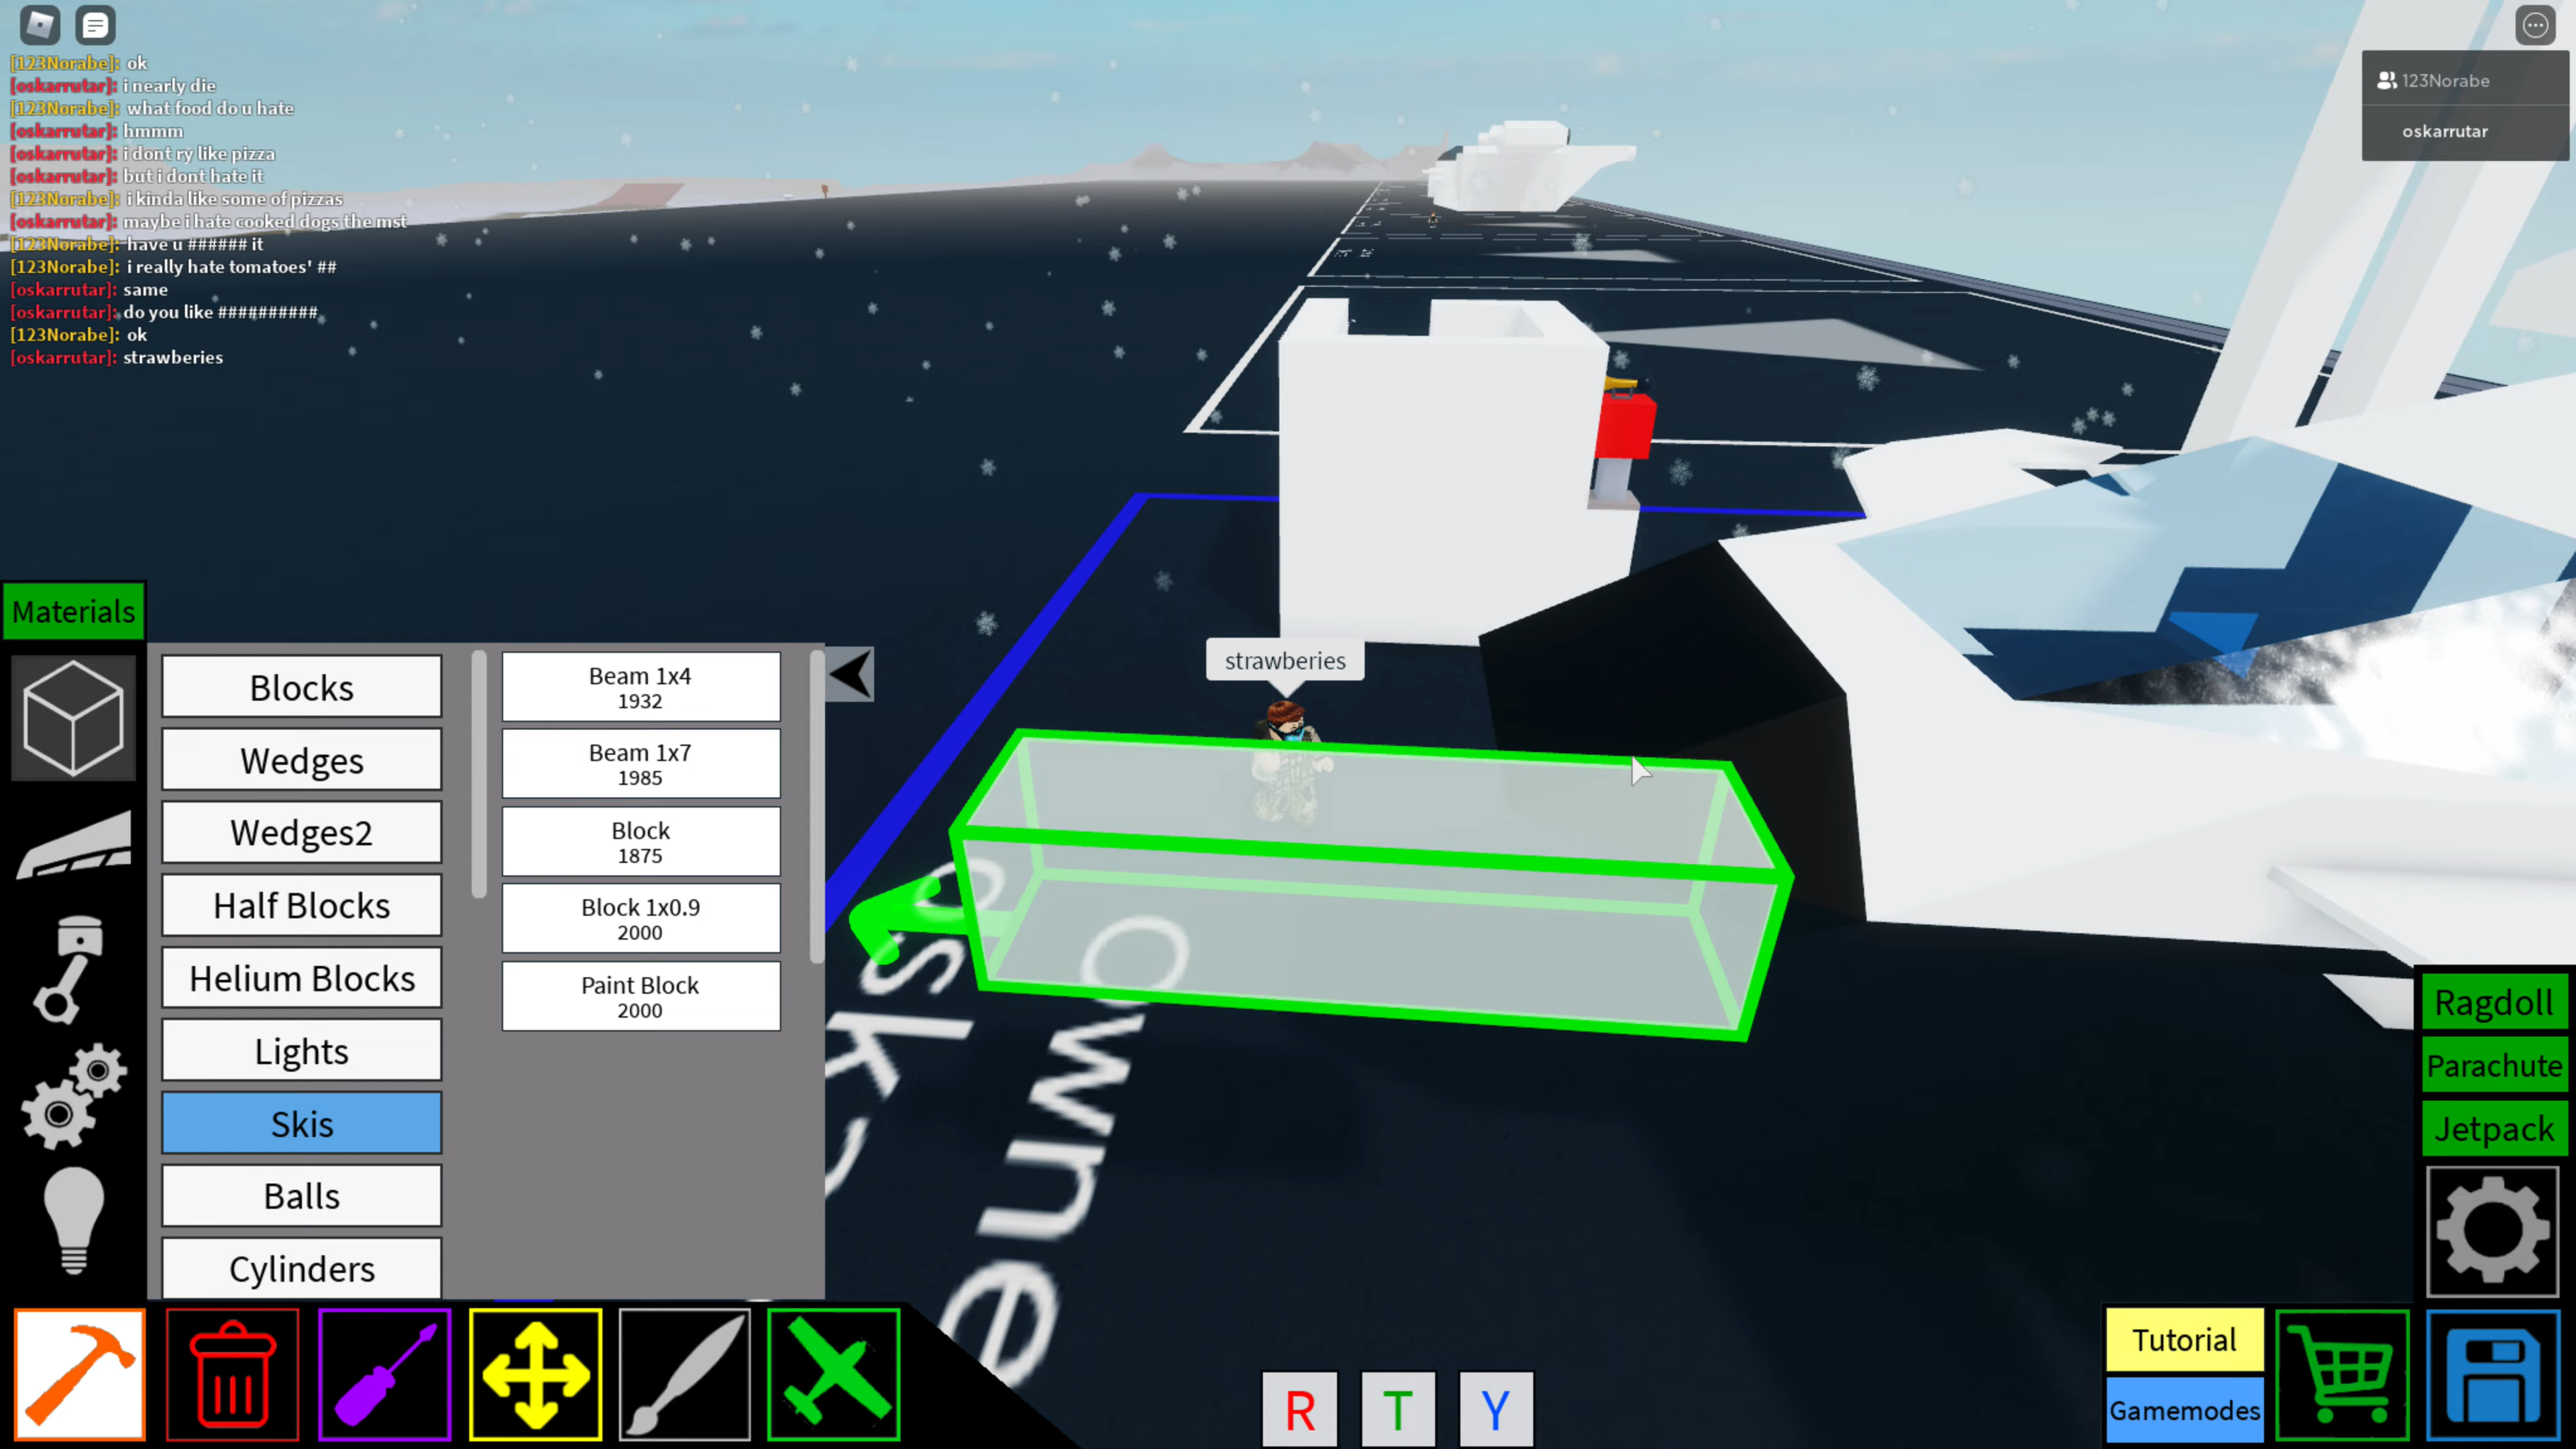 [123Norabe]: ok
[oskarrutar]: i nearly die
[123Norabe]: what food do u hate
[oskarrutar]: hmmm
[oskarrutar]: i dont ry like pizza
[oskarrutar]: but i dont hate it
[123Norabe]: i kinda like some of pizzas
[oskarrutar]: maybe i hate cooked dogs the mst
[123Norabe]: have u ###### it
[123Norabe]: i really hate tomatoes' ##
[oskarrutar]: same
[oskarrutar]: do you like ##########
[123Norabe]: ok
[oskarrutar]: strawberies
123Norabe
oskarrutar
Materials
Blocks
Wedges
Wedges2
Half Blocks
Helium Blocks
Lights
Skis
Balls
Cylinders
Beam 1x4
1932
Beam 1x7
1985
Block
1875
Block 1x0.9
2000
Paint Block
2000
strawberies
Owne
osk
Ragdoll
Parachute
Jetpack
Tutorial
Gamemodes
R
T
Y